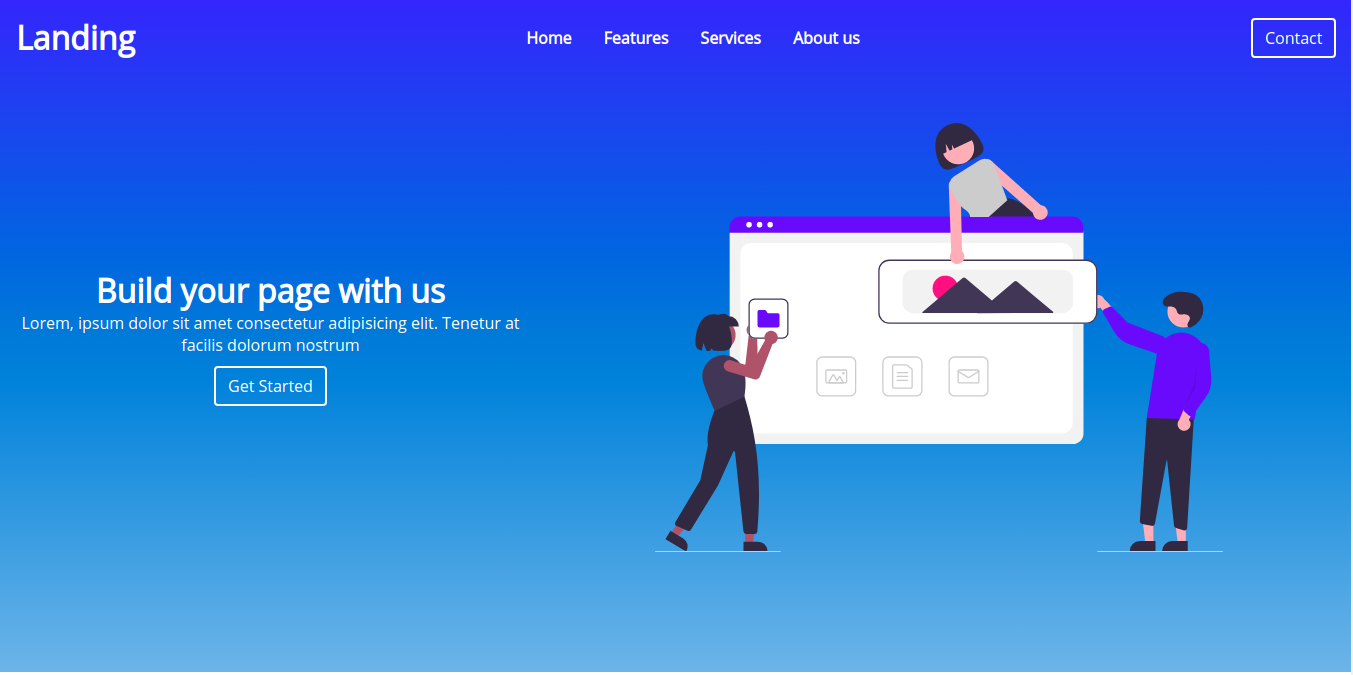 Landing
Home Features Services About us
Contact
Build your page with us
Lorem, ipsum dolor sit amet consectetur adipisicing elit. Tenetur at
facilis dolorum nostrum
Get Started